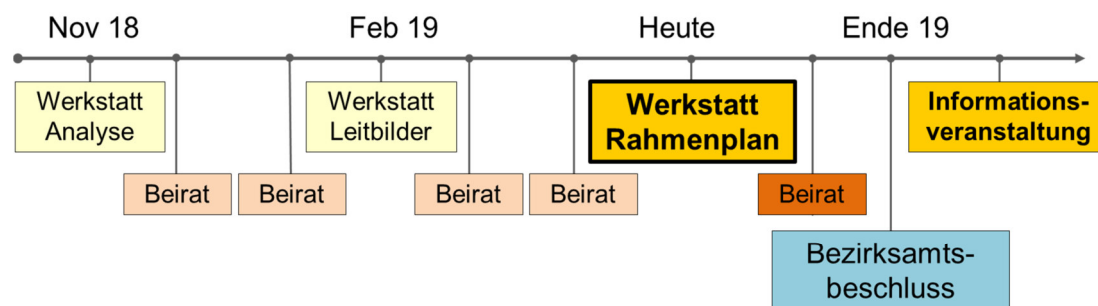 Nov 18
Feb 19
Heute
Ende 19
Werkstatt
Analyse
Werkstatt
Leitbilder
Werkstatt
Rahmenplan
Informations-
veranstaltung
Beirat
Beirat
Beirat
Beirat
Beirat
Bezirksamts-
beschluss